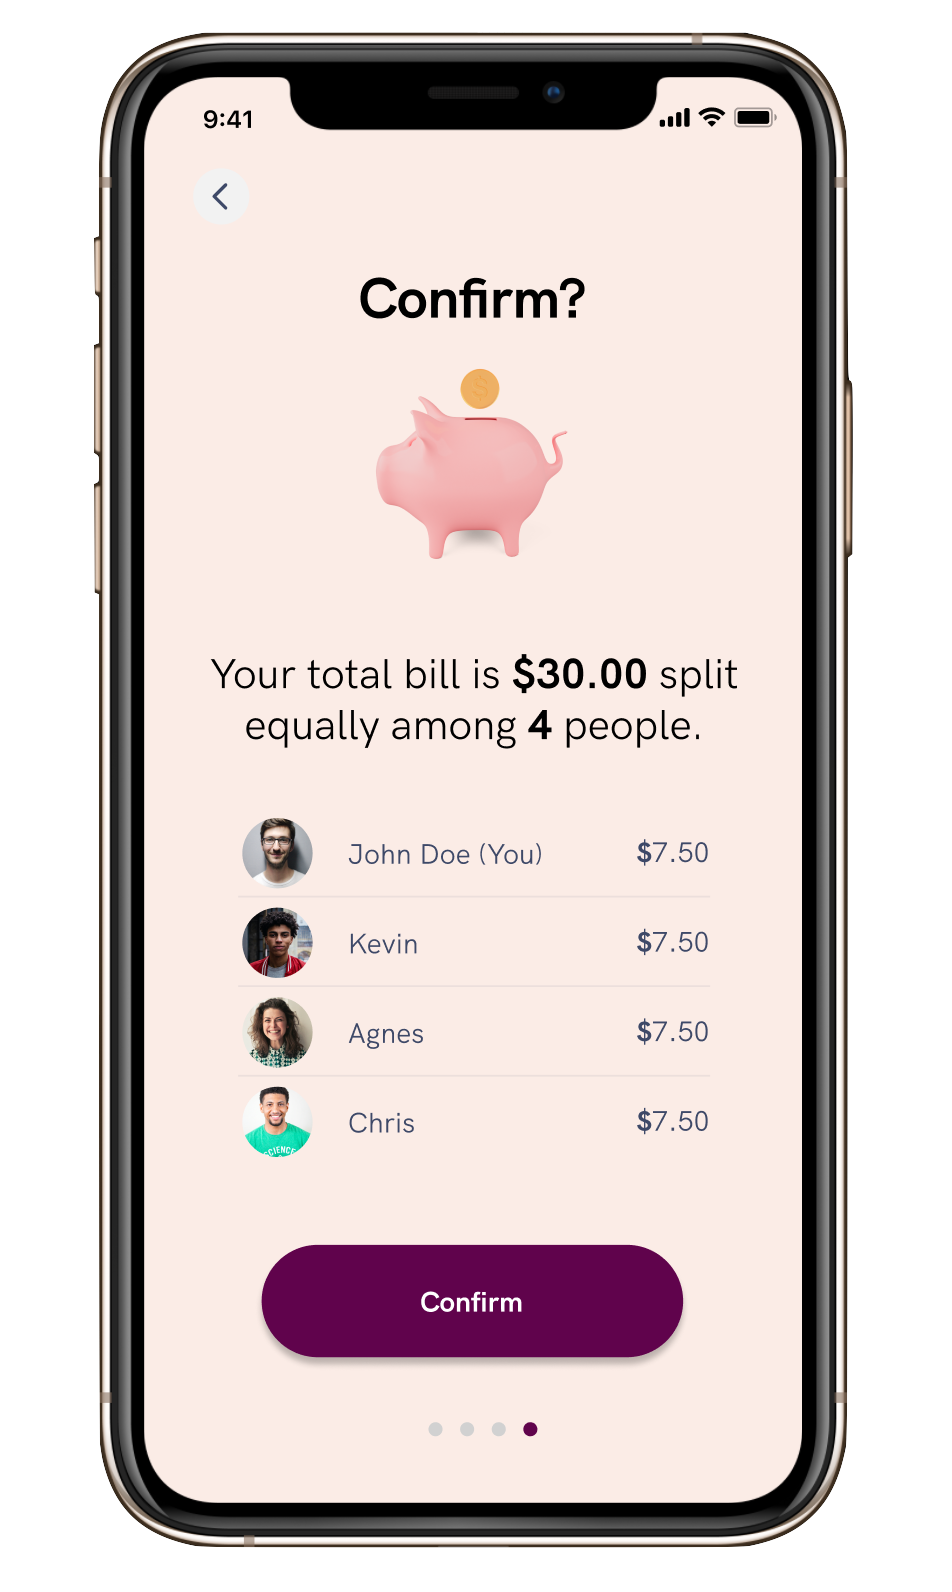 9:41
Confirm?
$
Your total bill is $30.00 split
equally among 4 people.
John Doe (You) $7.50
Kevin $7.50
Agnes $7.50
Chris $7.50
SCIENCE
Confirm